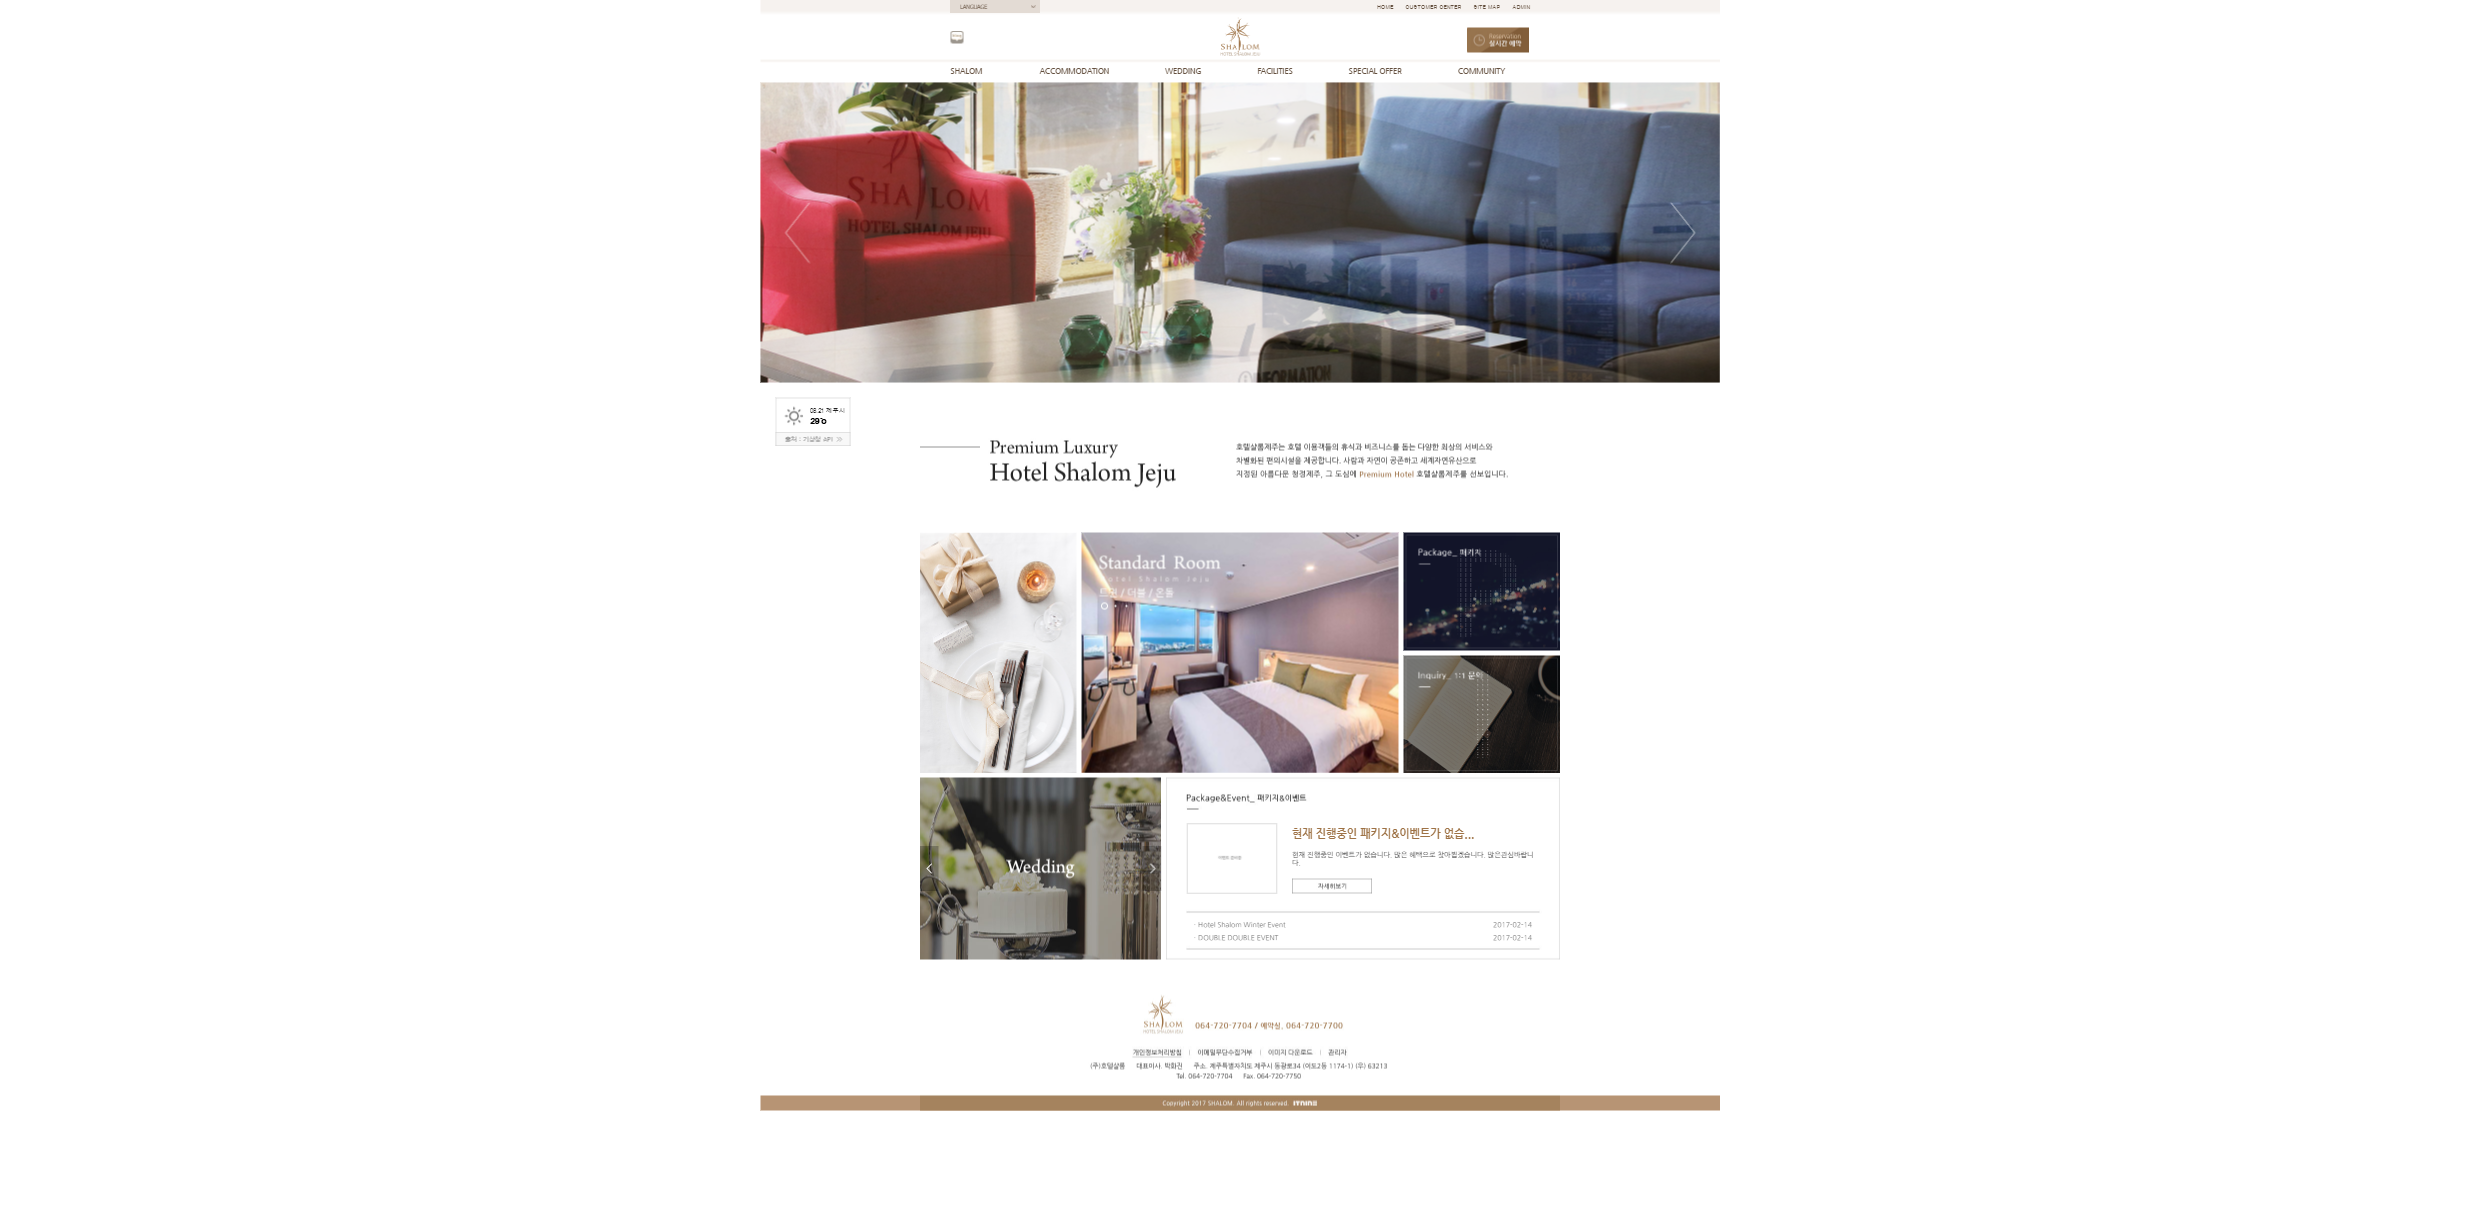 LANGUAGE
HOME CUSTOMER CENTER SITE MAP ADMIN
SHALOM
HOTEL SHALOM JEJU
Reservation
실시간 예약
SHALOM ACCOMMODATION WEDDING FACILITIES SPECIAL OFFER COMMUNITY
SHALOM
HOTEL SHALOM JEJU
INFORMATION
08.21 제주시
29℃
출처 : 기상청 API
Premium Luxury
Hotel Shalom Jeju
호텔샬롬제주는 호텔 이용객들의 휴식과 비즈니스를 돕는 다양한 최상의 서비스와
차별화된 편의시설을 제공합니다. 사람과 자연이 공존하고 세계자연유산으로
지정된 아름다운 청정제주, 그 도심에 Premium Hotel 호텔샬롬제주를 선보입니다.
Standard Room
Hotel Shalom Jeju
트윈 / 더블 / 온돌
Package_ 패키지
Inquiry_ 1:1 문의
Wedding
Package&Event_ 패키지&이벤트
현재 진행중인 패키지&이벤트가 없습...
현재 진행중인 이벤트가 없습니다. 많은 혜택으로 찾아뵙겠습니다. 많은관심바랍니
다.
자세히보기
· Hotel Shalom Winter Event 2017-02-14
· DOUBLE DOUBLE EVENT 2017-02-14
SHALOM
HOTEL SHALOM JEJU
064-720-7704 / 예약실, 064-720-7700
개인정보처리방침 | 이메일무단수집거부 | 이미지 다운로드 | 관리자
(주)호텔샬롬 대표이사. 박화진 주소. 제주특별자치도 제주시 동광로34 (이도2동 1174-1) (우) 63213
Tel. 064-720-7704 Fax. 064-720-7750
Copyright 2017 SHALOM. All rights reserved.